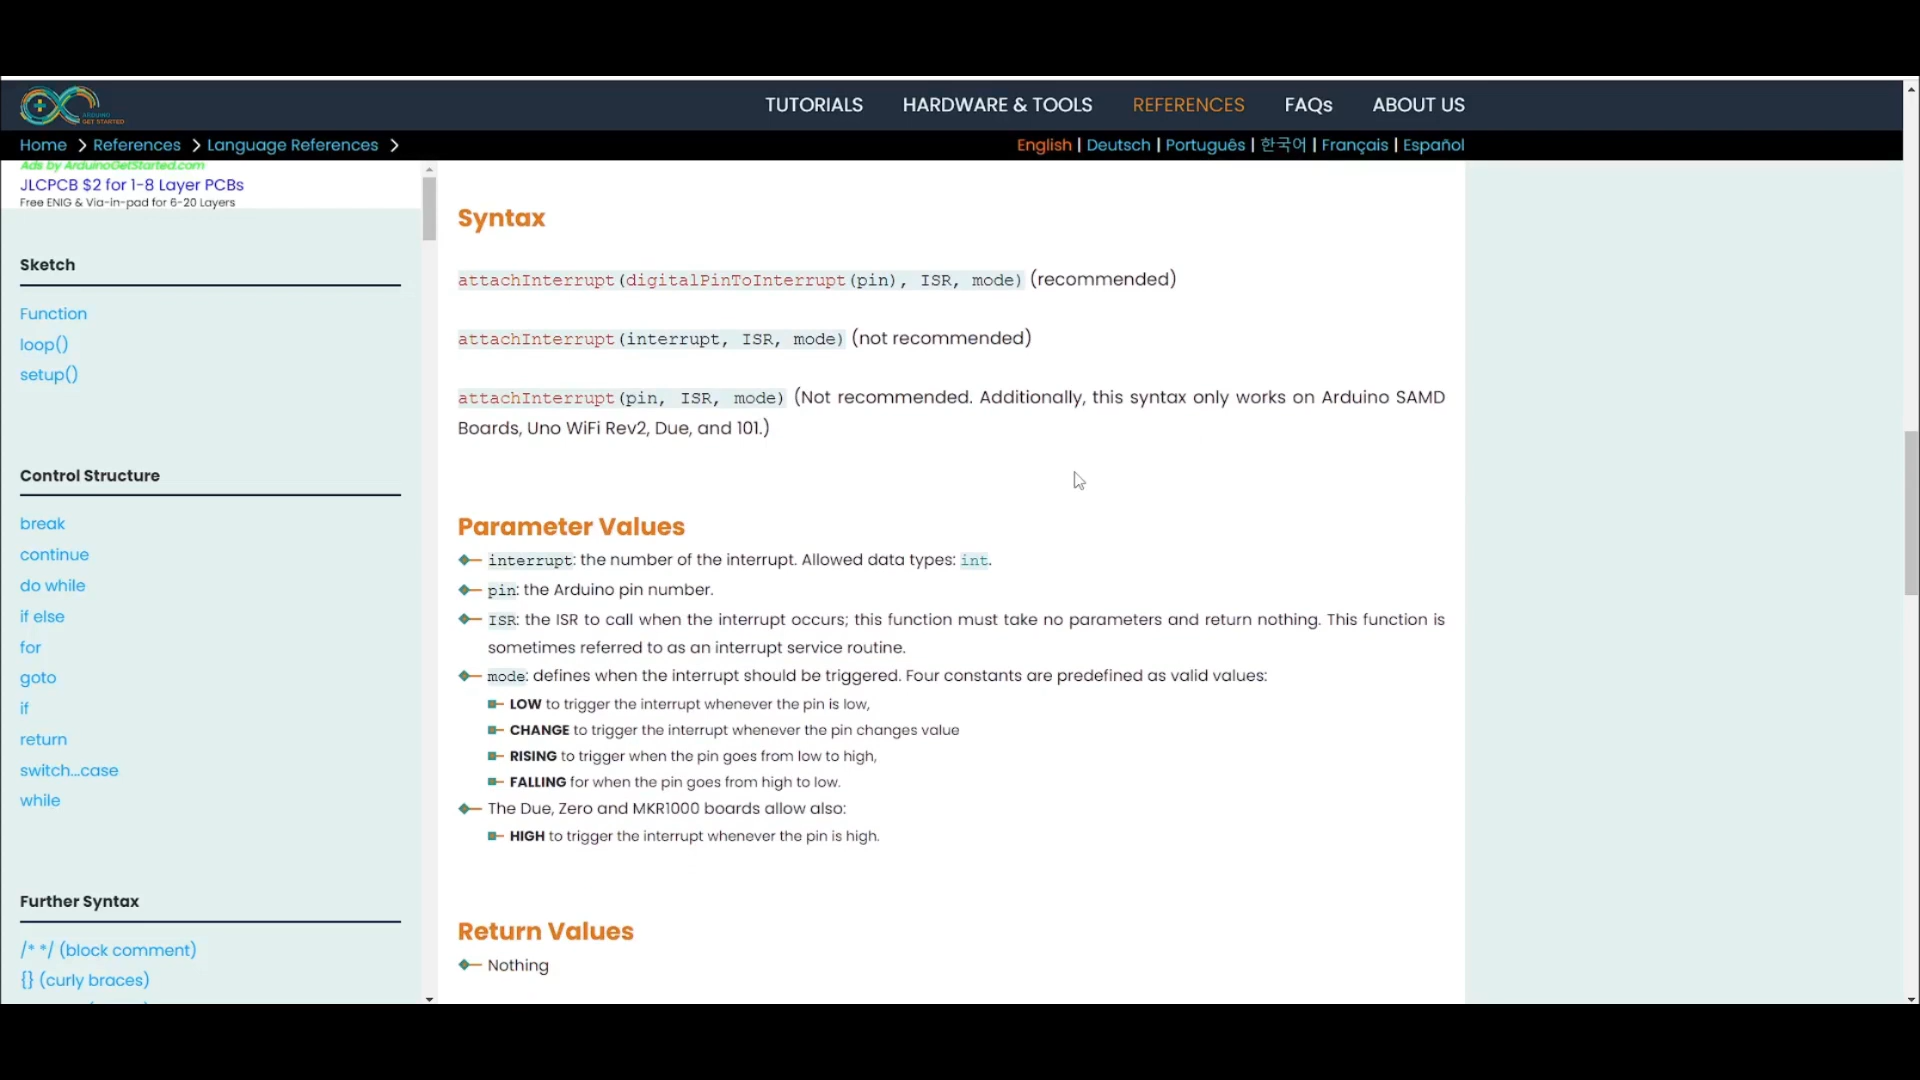 ARDUINO
GET STARTED
TUTORIALS
HARDWARE & TOOLS
REFERENCES
FAQs
ABOUT US
Home
References
Language References
English | Deutsch | Português | 한국어 | Français | Español
Ads by ArduinoGetStarted.com
JLCPCB $2 for 1-8 Layer PCBs
Free ENIG & Via-in-pad for 6-20 Layers
Sketch
Function
loop()
setup()
Control Structure
break
continue
do while
if else
for
goto
if
return
switch...case
while
Further Syntax
/* */ (block comment)
{} (curly braces)
Syntax
attachInterrupt(digitalPinToInterrupt(pin), ISR, mode) (recommended)
attachInterrupt(interrupt, ISR, mode) (not recommended)
attachInterrupt(pin, ISR, mode) (Not recommended. Additionally, this syntax only works on Arduino SAMD
Boards, Uno WiFi Rev2, Due, and 101.)
Parameter Values
interrupt: the number of the interrupt. Allowed data types: int.
pin: the Arduino pin number.
ISR: the ISR to call when the interrupt occurs; this function must take no parameters and return nothing. This function is
sometimes referred to as an interrupt service routine.
mode: defines when the interrupt should be triggered. Four constants are predefined as valid values:
LOW to trigger the interrupt whenever the pin is low,
CHANGE to trigger the interrupt whenever the pin changes value
RISING to trigger when the pin goes from low to high,
FALLING for when the pin goes from high to low.
The Due, Zero and MKR1000 boards allow also:
HIGH to trigger the interrupt whenever the pin is high.
Return Values
Nothing